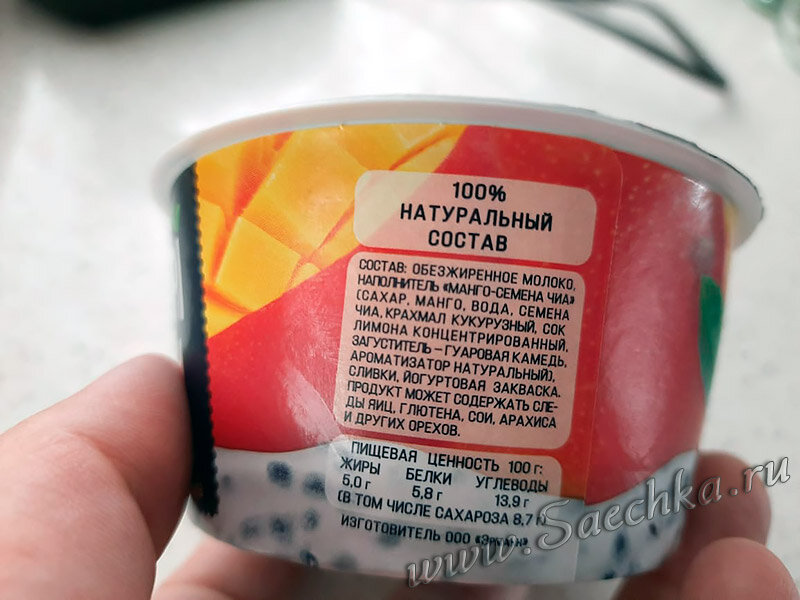 100%
НАТУРАЛЬНЫЙ
СОСТАВ
СОСТАВ: ОБЕЗЖИРЕННОЕ МОЛОКО,
НАПОЛНИТЕЛЬ «МАНГО-СЕМЕНА ЧИА»
(САХАР, МАНГО, ВОДА, СЕМЕНА
ЧИА, КРАХМАЛ КУКУРУЗНЫЙ, СОК
ЛИМОНА КОНЦЕНТРИРОВАННЫЙ,
ЗАГУСТИТЕЛЬ – ГУАРОВАЯ КАМЕДЬ,
АРОМАТИЗАТОР НАТУРАЛЬНЫЙ),
СЛИВКИ, ЙОГУРТОВАЯ ЗАКВАСКА.
ПРОДУКТ МОЖЕТ СОДЕРЖАТЬ СЛЕ-
ДЫ ЯИЦ, ГЛЮТЕНА, СОИ, АРАХИСА
И ДРУГИХ ОРЕХОВ.
ПИЩЕВАЯ ЦЕННОСТЬ 100 г:
ЖИРЫ БЕЛКИ УГЛЕВОДЫ
5,0 г 5,8 г 13,9 г
(В ТОМ ЧИСЛЕ САХАРОЗА 8,7 г)
ИЗГОТОВИТЕЛЬ ООО «Эрманн»
www.Saechka.ru